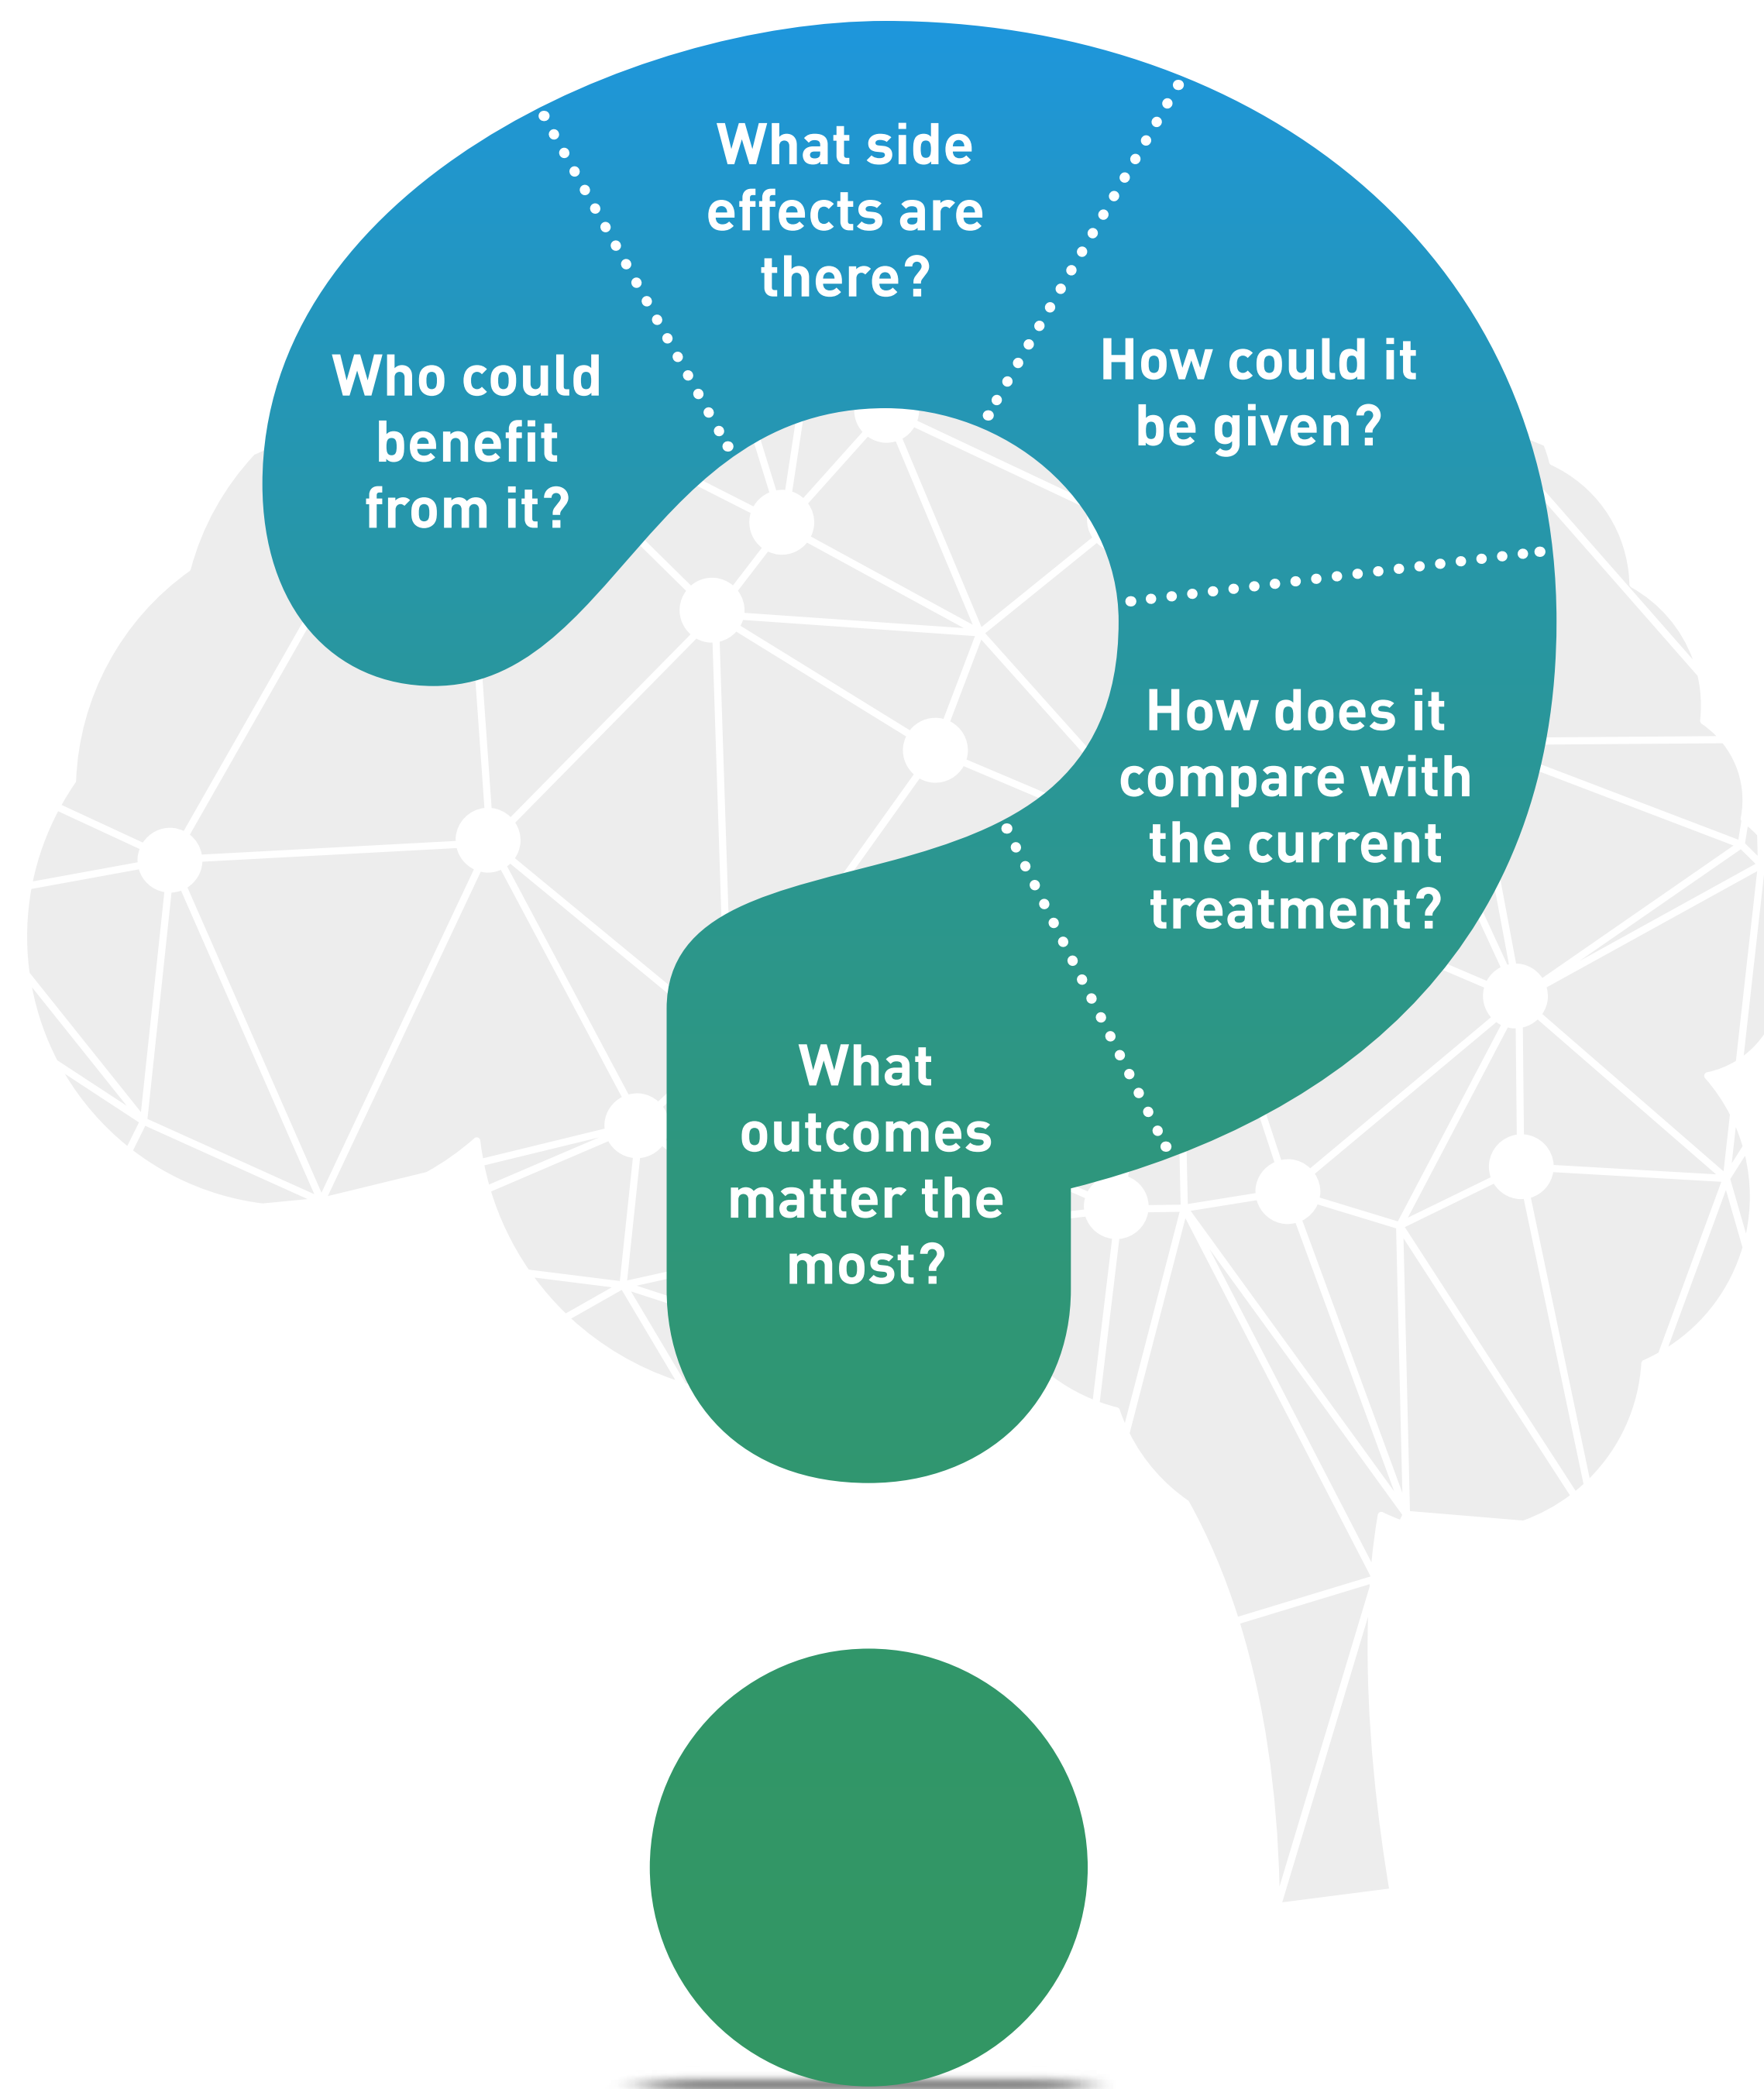 Who could
benefit
from it?
What side
effects are
there?
How could it
be given?
How does it
compare with
the current
treatment?
What
outcomes
matter the
most?